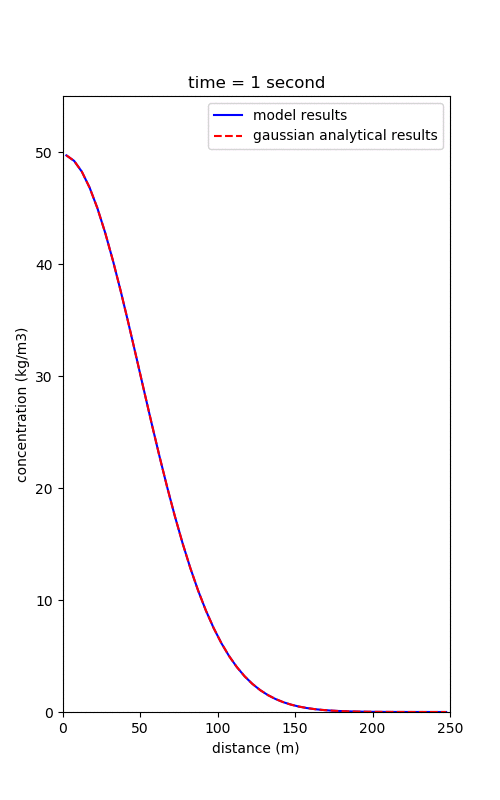 time = 1 second
model results
gaussian analytical results
50
40
30
20
10
0
concentration (kg/m3)
0 50 100 150 200 250
distance (m)